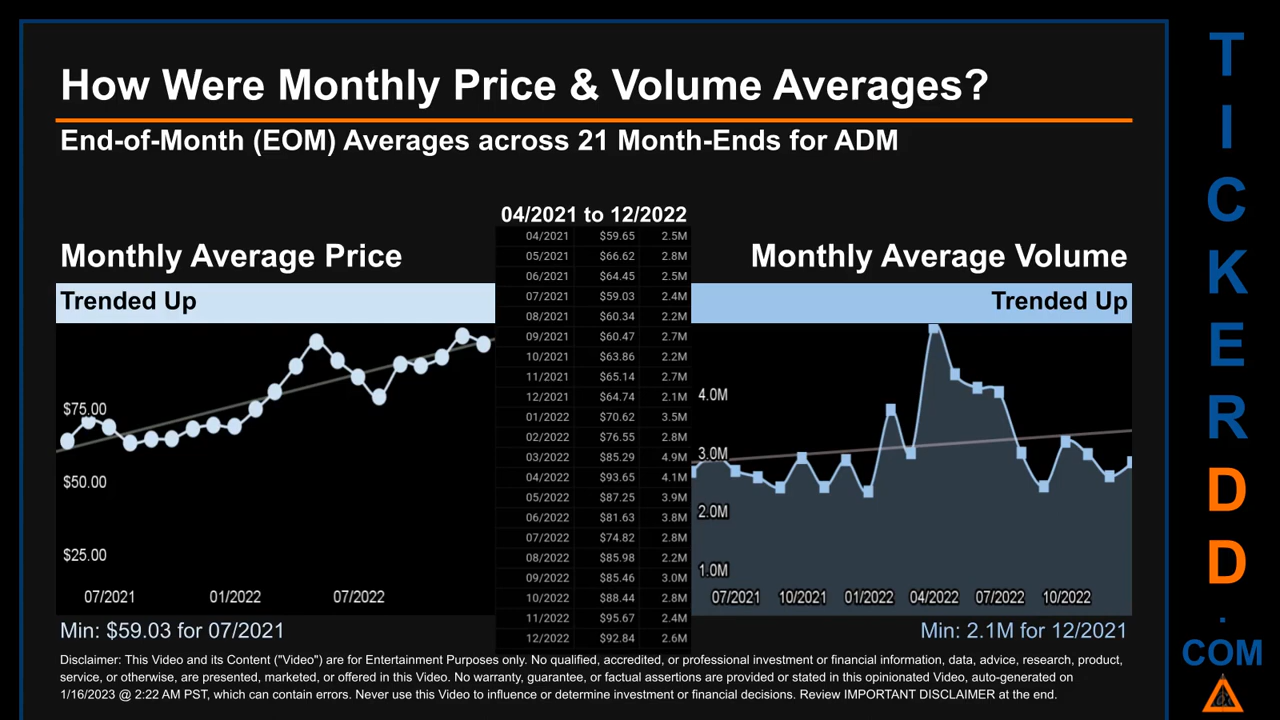 How Were Monthly Price & Volume Averages?
End-of-Month (EOM) Averages across 21 Month-Ends for ADM
04/2021 to 12/2022
Monthly Average Price
Trended Up
$75.00
$50.00
$25.00
07/2021 01/2022 07/2022
Min: $59.03 for 07/2021
04/2021 $59.65 2.5M
05/2021 $66.62 2.8M
06/2021 $64.45 2.5M
07/2021 $59.03 2.4M
08/2021 $60.34 2.2M
09/2021 $60.47 2.7M
10/2021 $63.86 2.2M
11/2021 $65.14 2.7M
12/2021 $64.74 2.1M
01/2022 $70.62 3.5M
02/2022 $76.55 2.8M
03/2022 $85.29 4.9M
04/2022 $93.65 4.1M
05/2022 $87.25 3.9M
06/2022 $81.63 3.8M
07/2022 $74.82 2.8M
08/2022 $85.98 2.2M
09/2022 $85.46 3.0M
10/2022 $88.44 2.8M
11/2022 $95.67 2.4M
12/2022 $92.84 2.6M
Monthly Average Volume
Trended Up
4.0M
3.0M
2.0M
1.0M
07/2021 10/2021 01/2022 04/2022 07/2022 10/2022
Min: 2.1M for 12/2021
Disclaimer: This Video and its Content ("Video") are for Entertainment Purposes only. No qualified, accredited, or professional investment or financial information, data, advice, research, product,
service, or otherwise, are presented, marketed, or offered in this Video. No warranty, guarantee, or factual assertions are provided or stated in this opinionated Video, auto-generated on
1/16/2023 @ 2:22 AM PST, which can contain errors. Never use this Video to influence or determine investment or financial decisions. Review IMPORTANT DISCLAIMER at the end.
T
I
C
K
E
R
D
D
.
COM